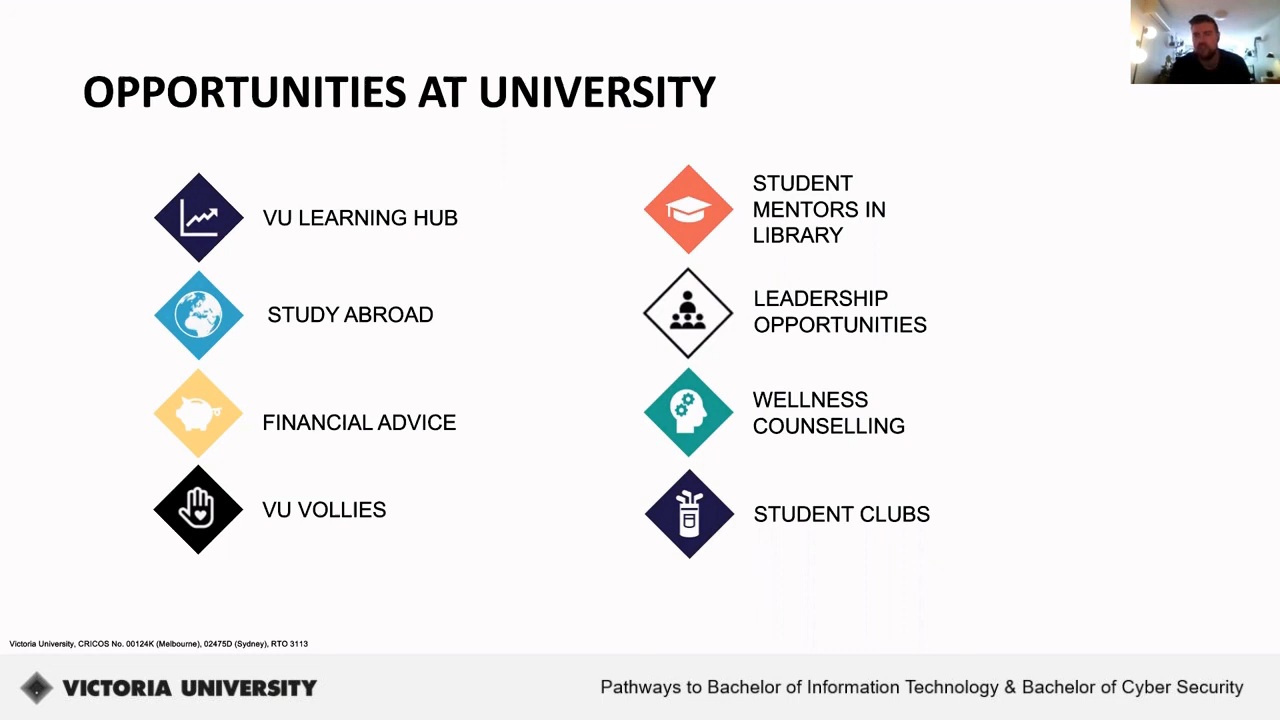 OPPORTUNITIES AT UNIVERSITY
VU LEARNING HUB
STUDY ABROAD
FINANCIAL ADVICE
VU VOLLIES
STUDENT
MENTORS IN
LIBRARY
LEADERSHIP
OPPORTUNITIES
WELLNESS
COUNSELLING
STUDENT CLUBS
Victoria University, CRICOS No. 00124K (Melbourne), 02475D (Sydney), RTO 3113
VICTORIA UNIVERSITY
Pathways to Bachelor of Information Technology & Bachelor of Cyber Security